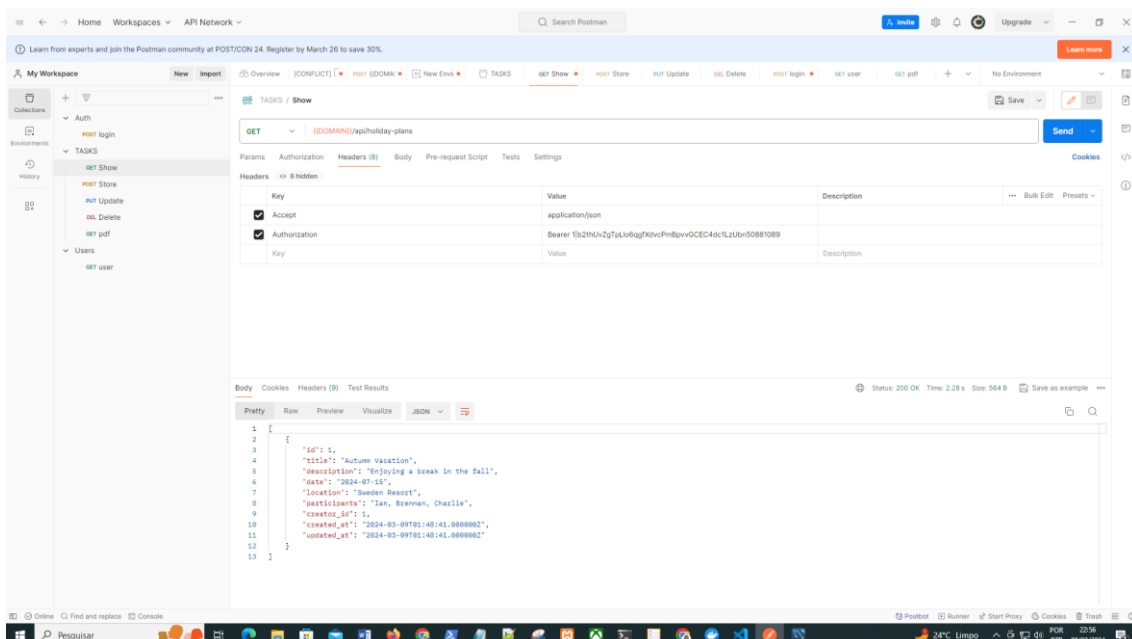 Home Workspaces API Network Search Postman Invite Upgrade
Learn from experts and join the Postman community at POST/CON 24. Register by March 26 to save 30%. Learn more
My Workspace New Import Overview [CONFLICT] POST {{DOMAI New Envi TASKS GET Show POST Store PUT Update DEL Delete POST login GET user GET pdf No Environment
Collections
Environments
History
Auth
POST login
TASKS
GET Show
POST Store
PUT Update
DEL Delete
GET pdf
Users
GET user
TASKS / Show Save
GET {{DOMAIN}}/api/holiday-plans Send
Params Authorization Headers (8) Body Pre-request Script Tests Settings Cookies
Headers 6 hidden
Key Value Description Bulk Edit Presets
Accept application/json
Authorization Bearer
Key Value Description
Body Cookies Headers (9) Test Results Status: 200 OK Time: 2.28 s Size: 564 B Save as example
Pretty Raw Preview Visualize JSON
1 [
2 {
3 "id": 1,
4 "title": "Autumn Vacation",
5 "description": "Enjoying a break in the fall",
6 "date": "2024-07-15",
7 "location": "Sweden Resort",
8 "participants": "Ian, Brennan, Charlie",
9 "creator_id": 1,
10 "created_at": "2024-03-09T01:48:41.000000Z",
11 "updated_at": "2024-03-09T01:48:41.000000Z"
12 }
13 ]
Online Find and replace Console Postbot Runner Start Proxy Cookies Trash
Pesquisar 24°C Limpo POR 22:56